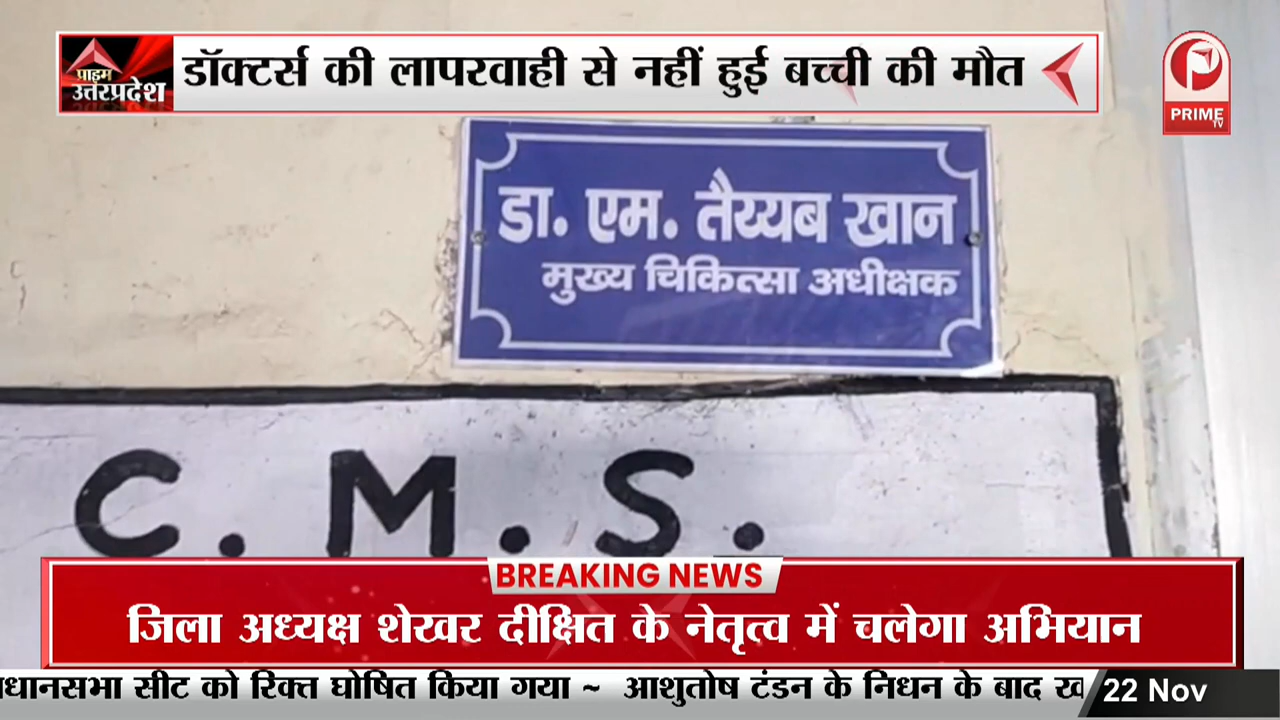 प्राइम
उत्तरप्रदेश
डॉक्टर्स की लापरवाही से नहीं हुई बच्ची की मौत
PRIME
TV
डा. एम. तैय्यब खान
मुख्य चिकित्सा अधीक्षक
C.M.S.
BREAKING NEWS
जिला अध्यक्ष शेखर दीक्षित के नेतृत्व में चलेगा अभियान
धानसभा सीट को रिक्त घोषित किया गया ~ आशुतोष टंडन के निधन के बाद
22 Nov